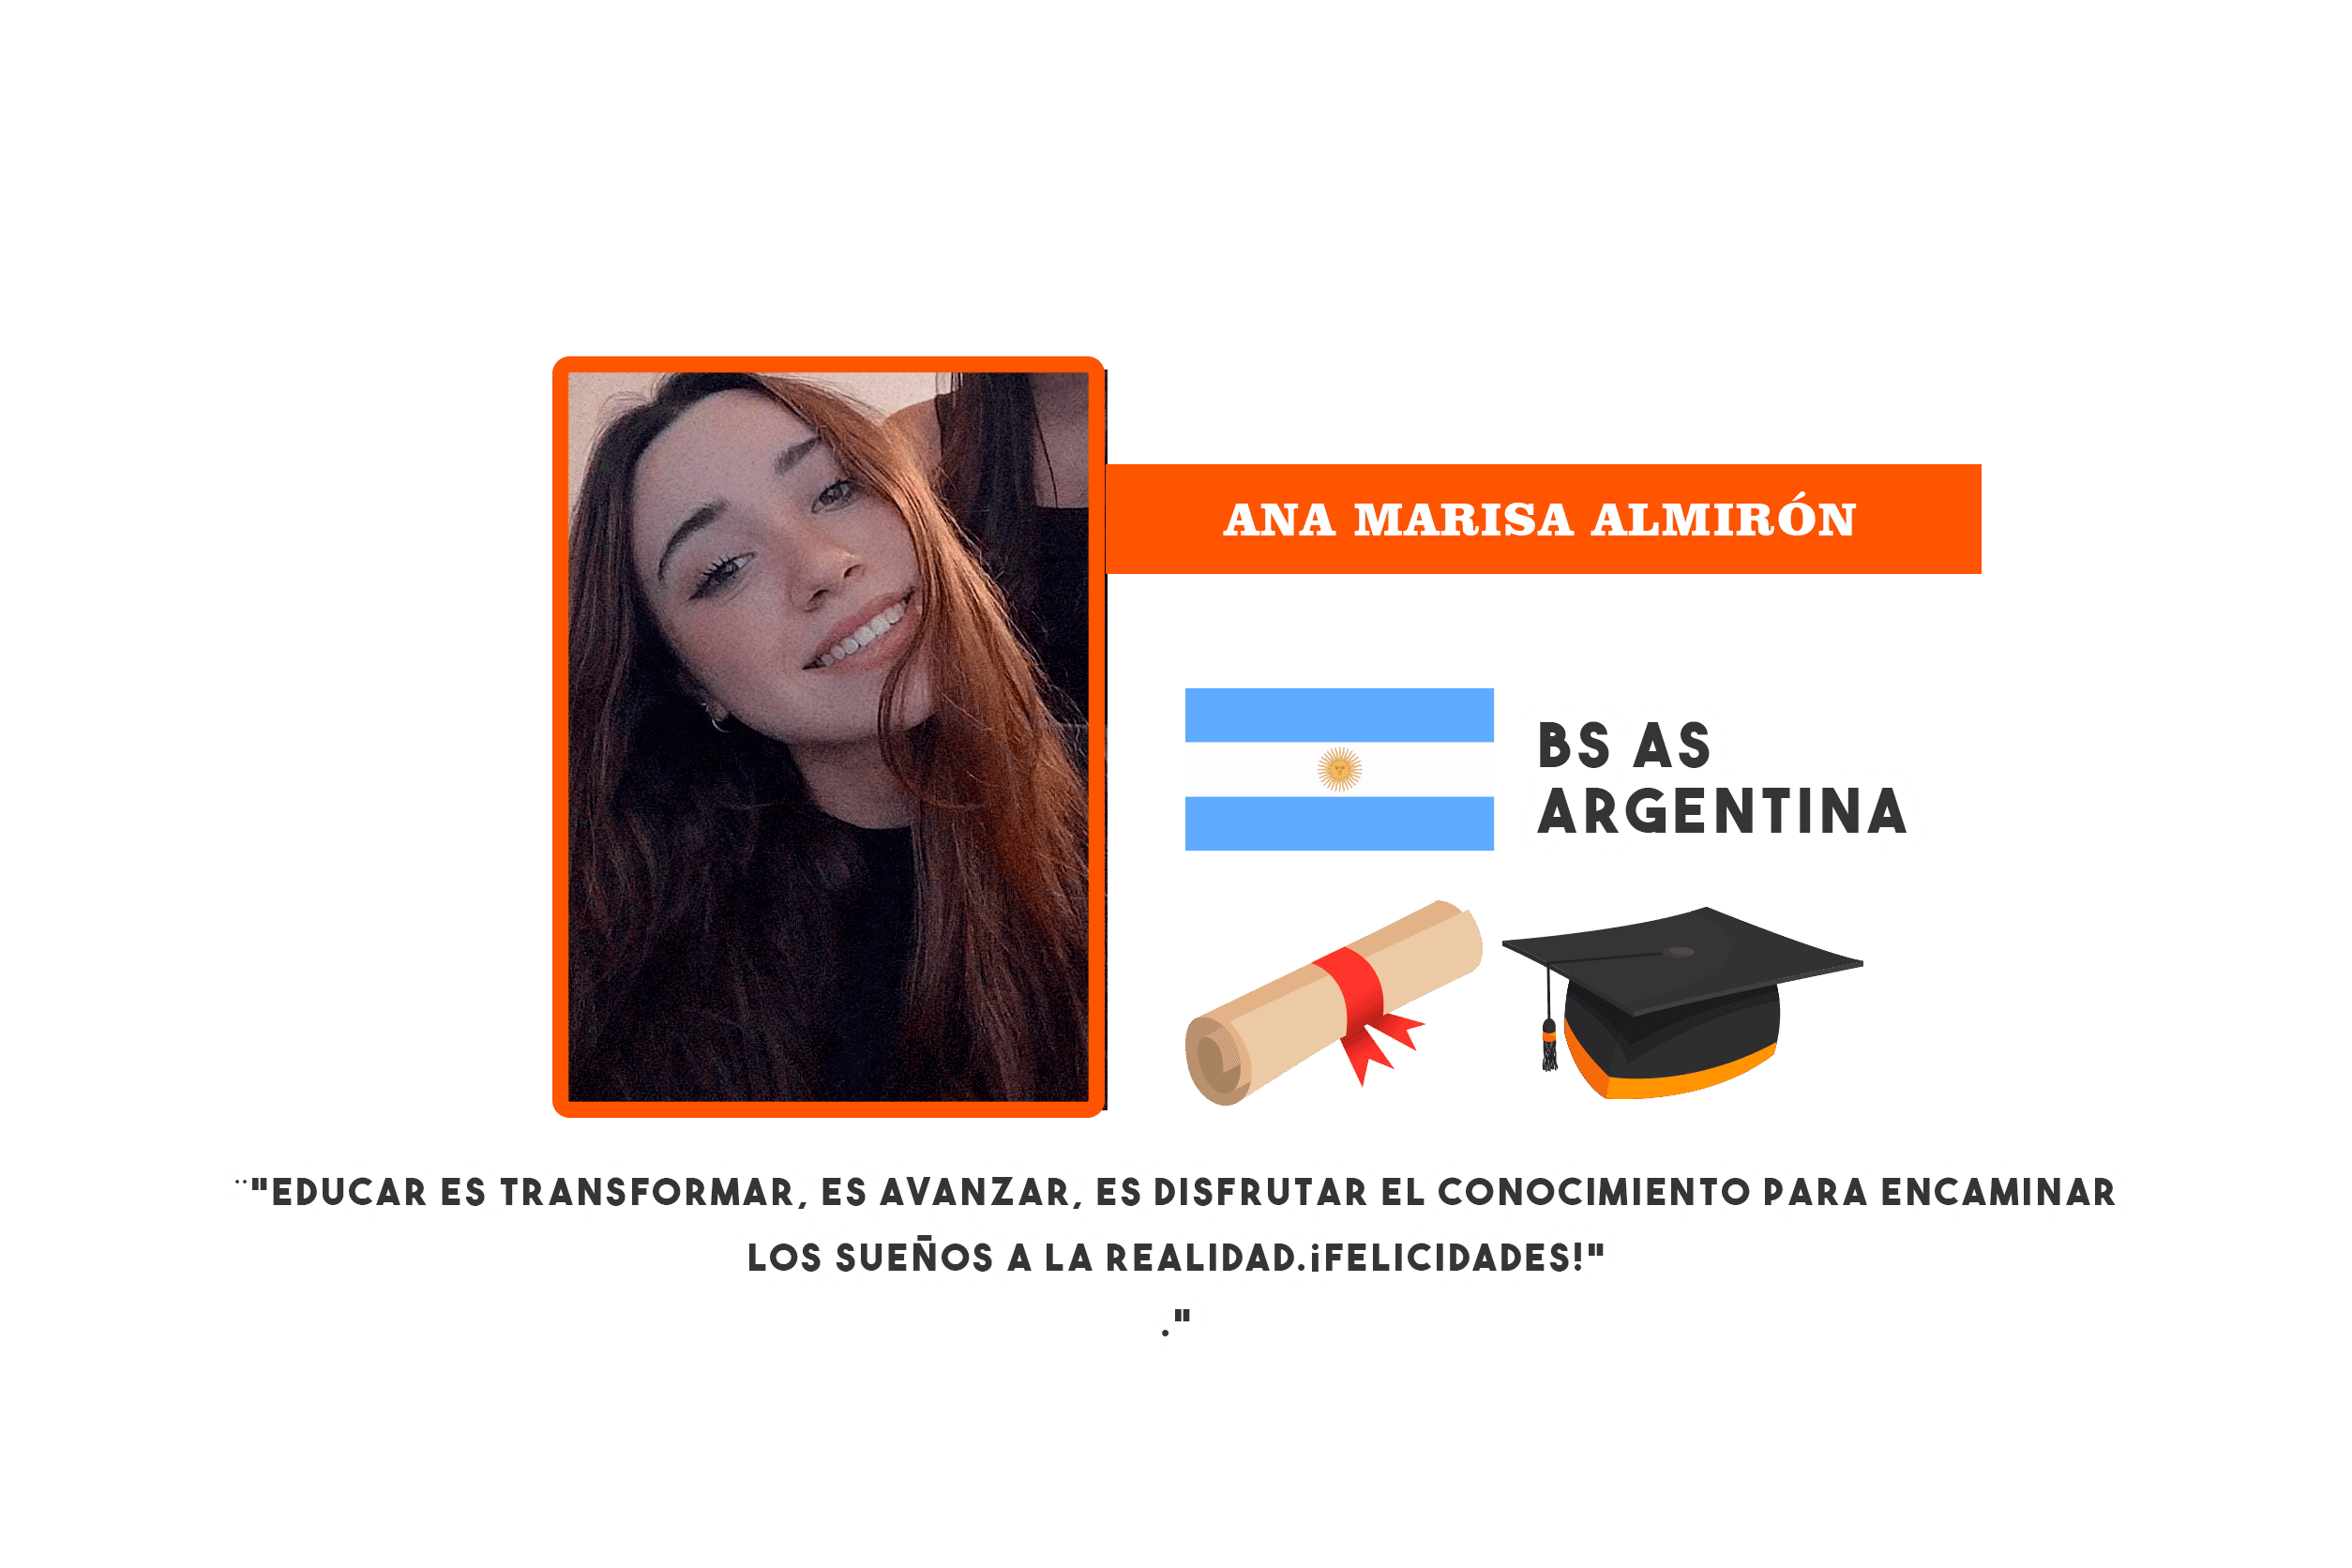 ANA MARISA ALMIRÓN
BS AS
ARGENTINA
¨"EDUCAR ES TRANSFORMAR, ES AVANZAR, ES DISFRUTAR EL CONOCIMIENTO PARA ENCAMINAR
LOS SUEÑOS A LA REALIDAD.¡FELICIDADES!"
."